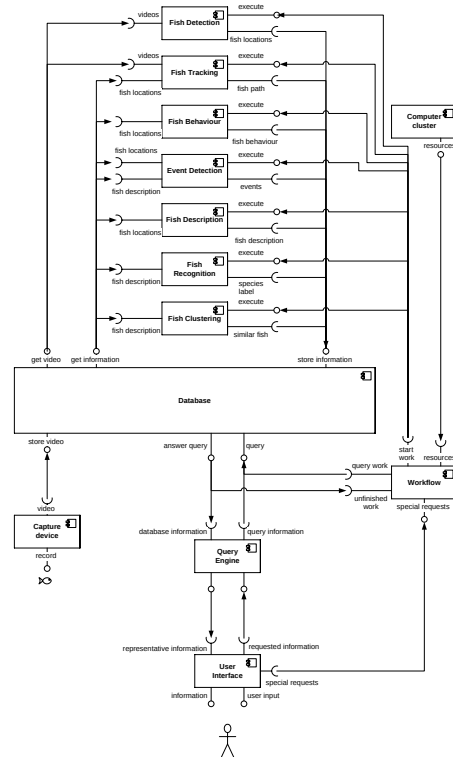 videos
Fish Detection
execute
fish locations
videos
Fish Tracking
execute
fish locations
fish path
Fish Behaviour
execute
fish locations
fish behaviour
Computer
cluster
resources
fish locations
Event Detection
execute
fish description
events
Fish Description
execute
fish locations
fish description
Fish
Recognition
execute
fish description
species
label
Fish Clustering
execute
fish description
similar fish
get video
get information
store information
Database
store video
answer query
query
start
work
resources
query work
Workflow
unfinished
work
special requests
video
Capture
device
record
database information
query information
Query
Engine
representative information
requested information
User
Interface
special requests
information
user input